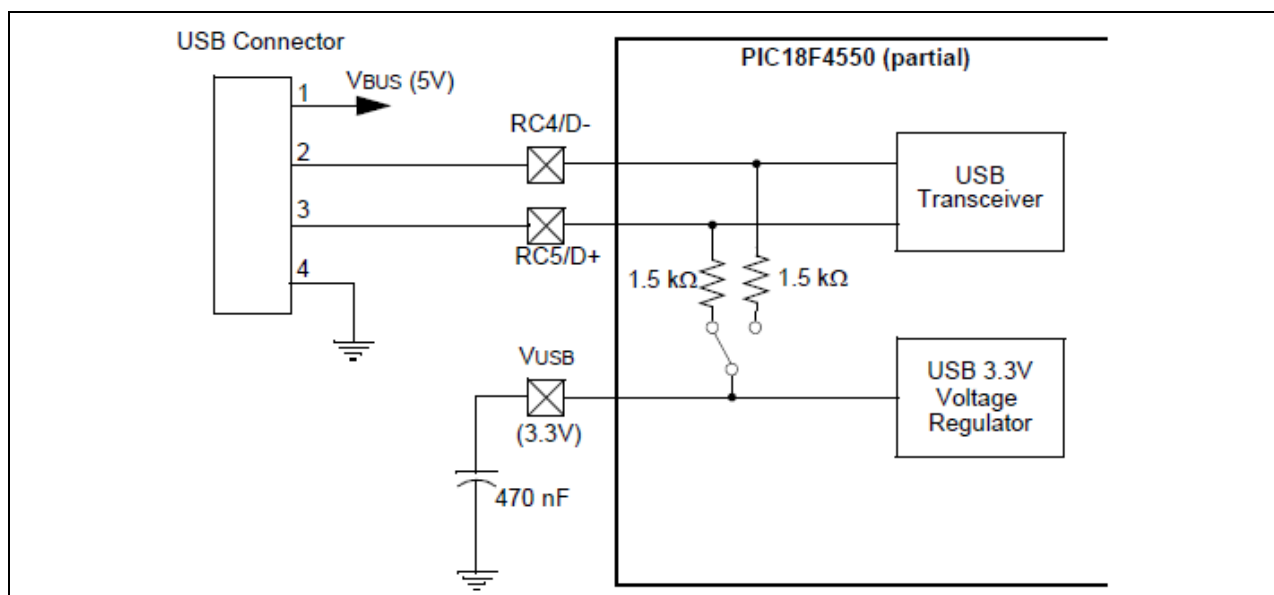 USB Connector
PIC18F4550 (partial)
1
VBUS (5V)
RC4/D-
2
USB
Transceiver
3
RC5/D+
4
1.5 kΩ
1.5 kΩ
VUSB
(3.3V)
USB 3.3V
Voltage
Regulator
470 nF